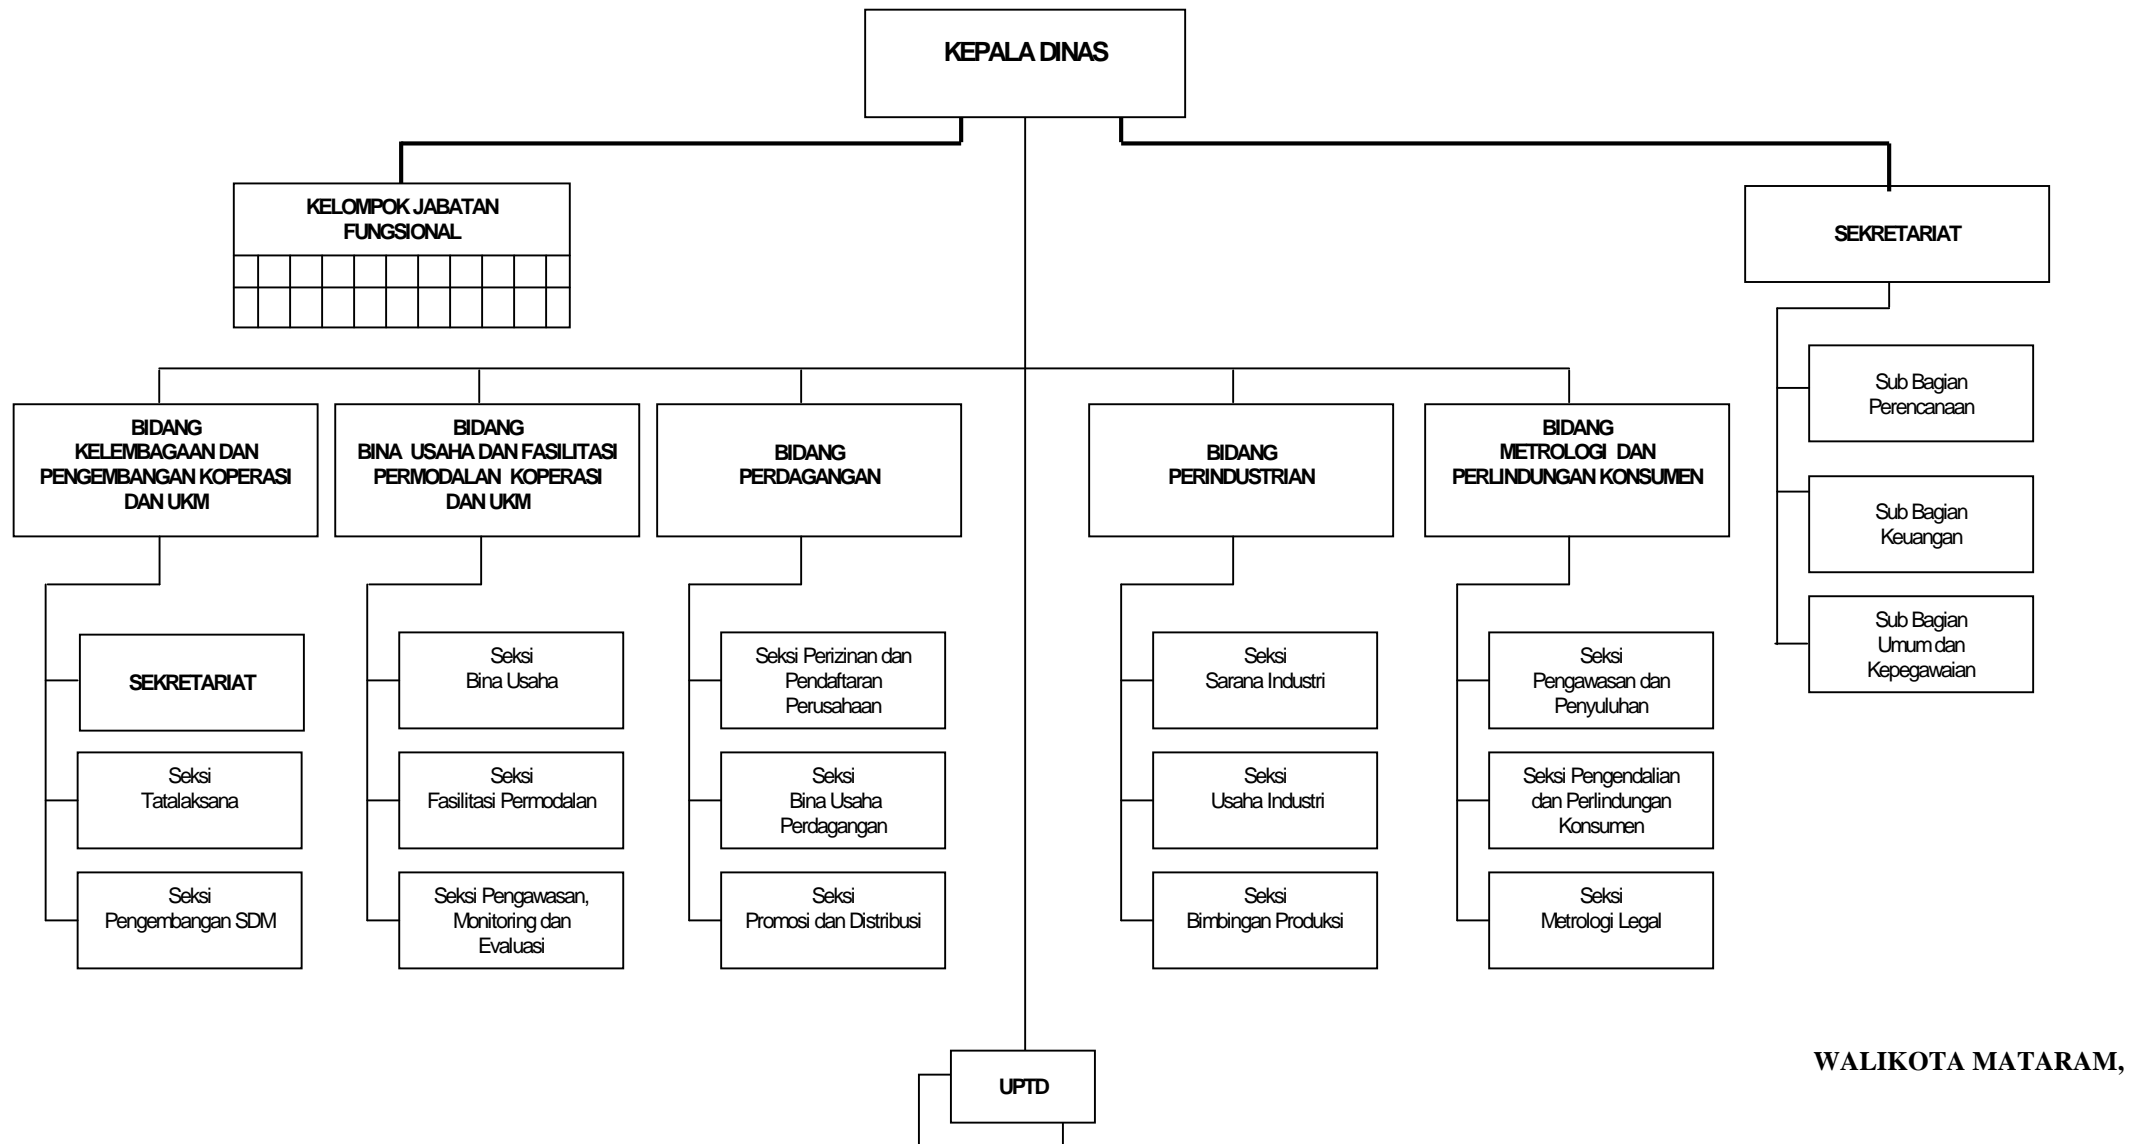 KEPALA DINAS
KELOMPOK JABATAN
FUNGSIONAL
SEKRETARIAT
Sub Bagian
Perencanaan
Sub Bagian
Keuangan
Sub Bagian
Umum dan
Kepegawaian
BIDANG
KELEMBAGAAN DAN
PENGEMBANGAN KOPERASI
DAN UKM
BIDANG
BINA USAHA DAN FASILITASI
PERMODALAN KOPERASI
DAN UKM
BIDANG
PERDAGANGAN
BIDANG
PERINDUSTRIAN
BIDANG
METROLOGI DAN
PERLINDUNGAN KONSUMEN
SEKRETARIAT
Seksi
Tatalaksana
Seksi
Pengembangan SDM
Seksi
Bina Usaha
Seksi
Fasilitasi Permodalan
Seksi Pengawasan,
Monitoring dan
Evaluasi
Seksi Perizinan dan
Pendaftaran
Perusahaan
Seksi
Bina Usaha
Perdagangan
Seksi
Promosi dan Distribusi
Seksi
Sarana Industri
Seksi
Usaha Industri
Seksi
Bimbingan Produksi
Seksi
Pengawasan dan
Penyuluhan
Seksi Pengendalian
dan Perlindungan
Konsumen
Seksi
Metrologi Legal
UPTD
WALIKOTA MATARAM,